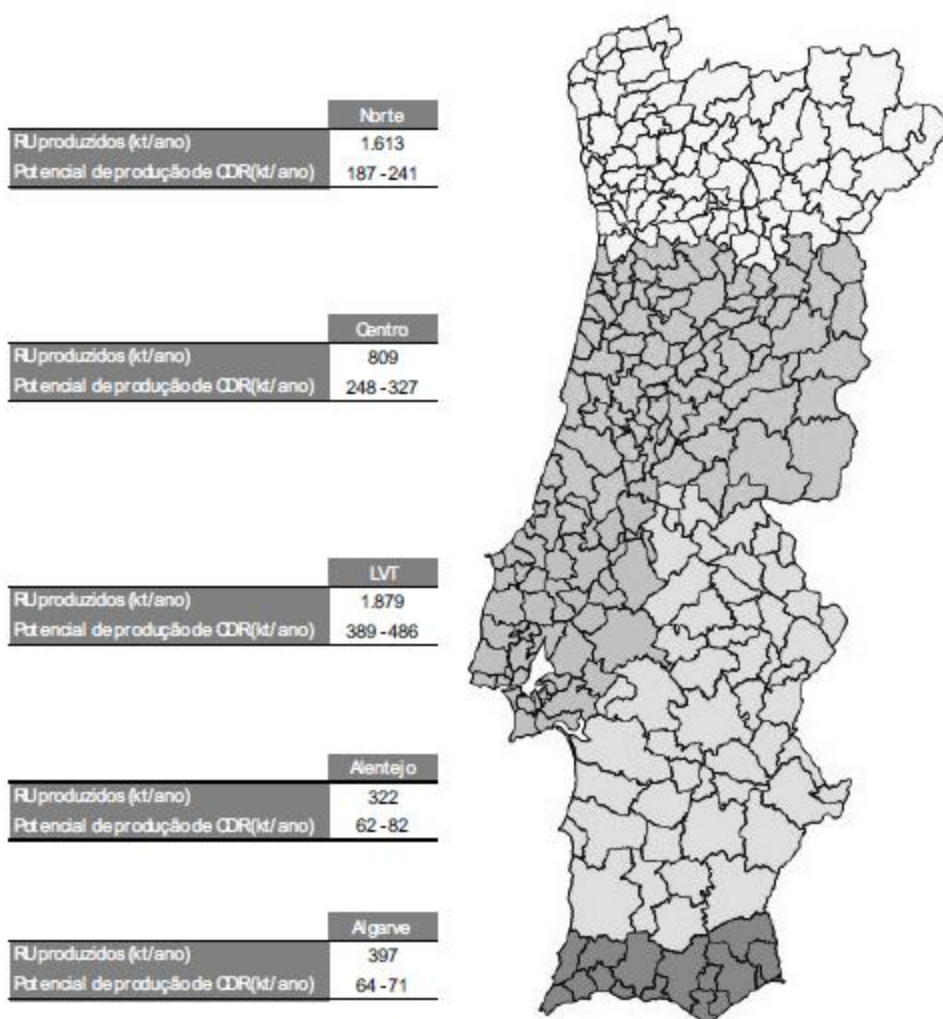 Norte
RU produzidos (kt/ano) 1.613
Potencial de produção de CDR (kt/ano) 187 - 241
Centro
RU produzidos (kt/ano) 809
Potencial de produção de CDR (kt/ano) 248 - 327
LVT
RU produzidos (kt/ano) 1.879
Potencial de produção de CDR (kt/ano) 389 - 486
Alentejo
RU produzidos (kt/ano) 322
Potencial de produção de CDR (kt/ano) 62 - 82
Algarve
RU produzidos (kt/ano) 397
Potencial de produção de CDR (kt/ano) 64 - 71